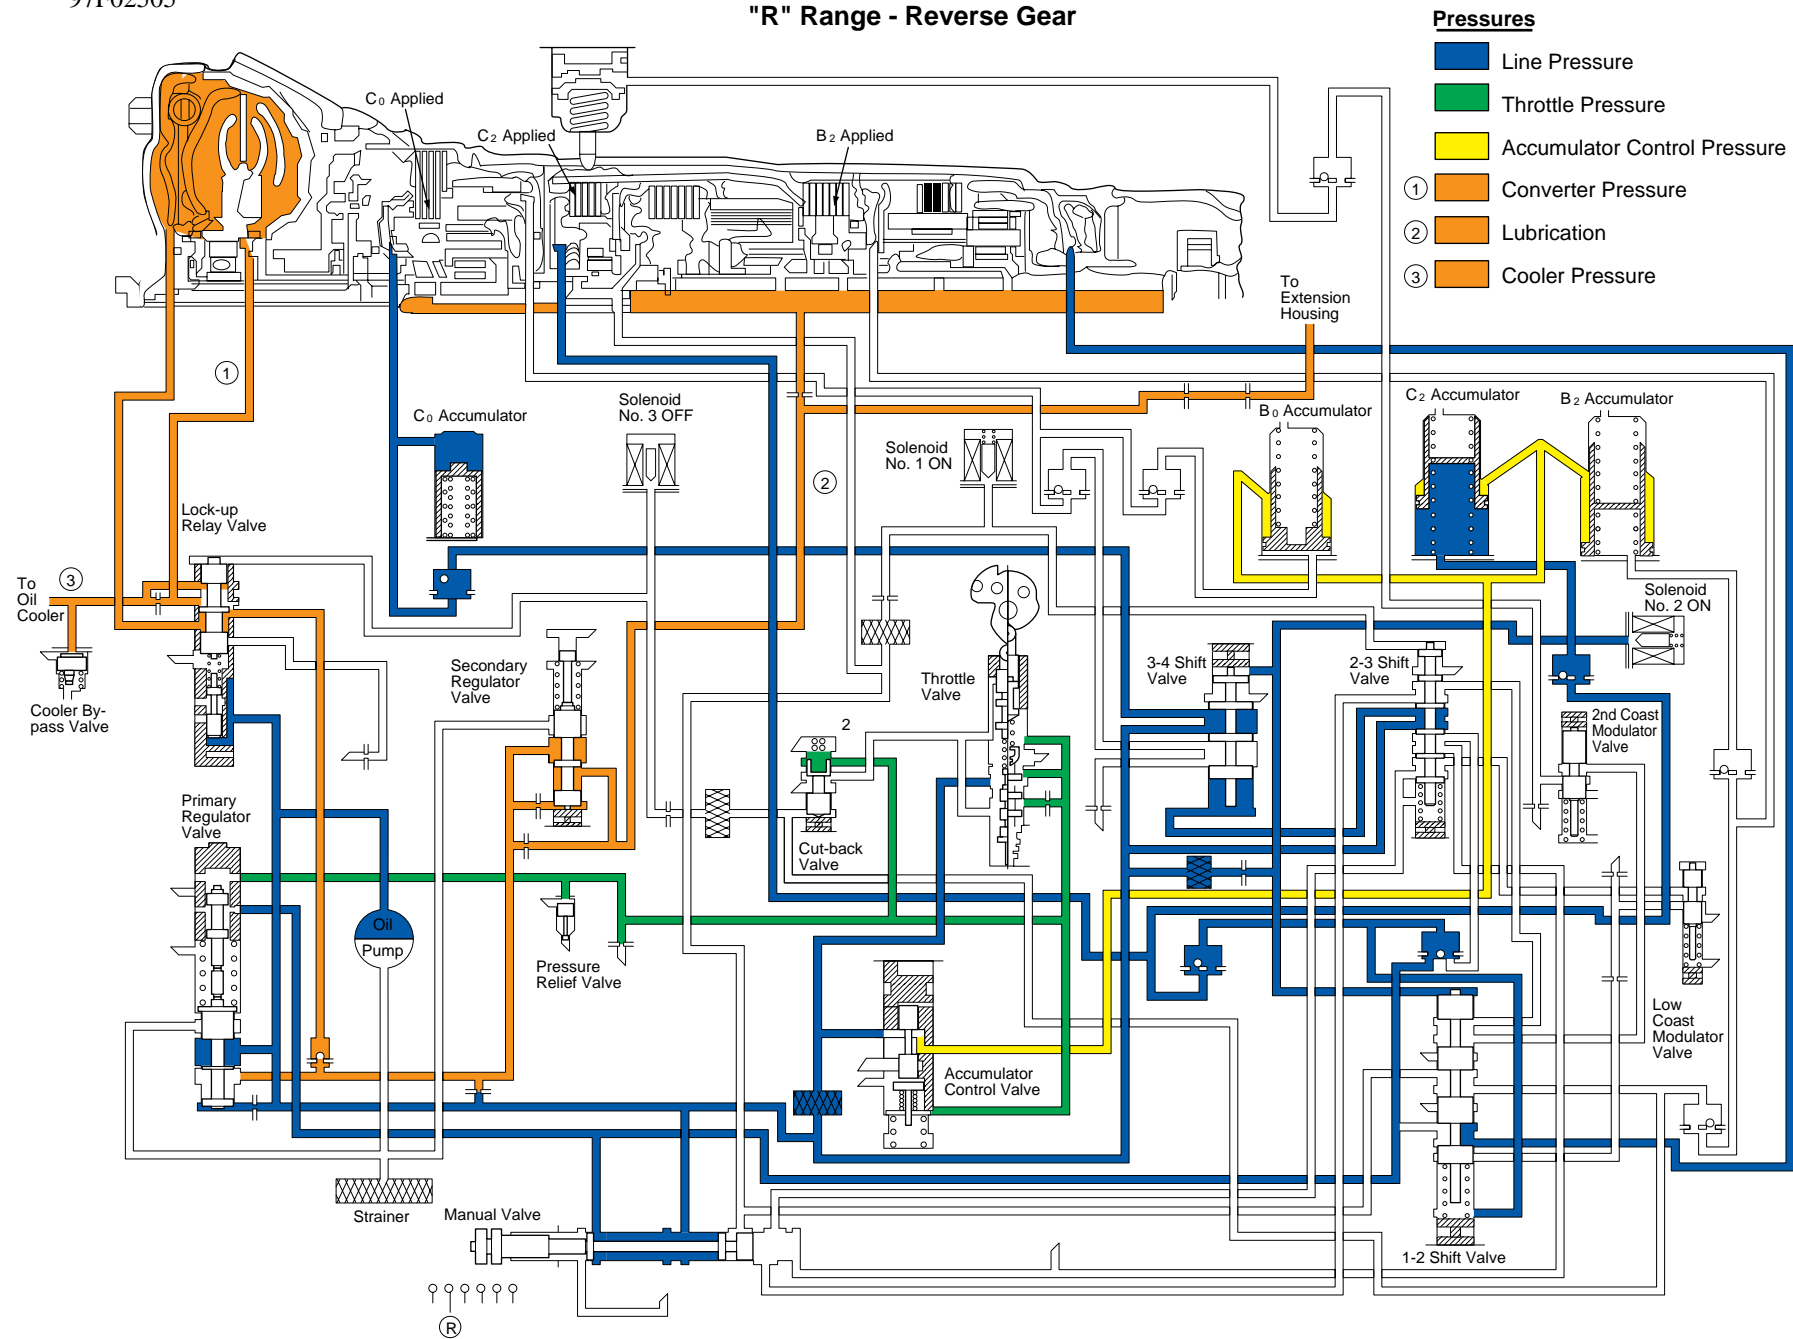 "R" Range - Reverse Gear
Pressures
Line Pressure
Throttle Pressure
Accumulator Control Pressure
1 Converter Pressure
2 Lubrication
3 Cooler Pressure
C0 Applied
C2 Applied
B2 Applied
To
Extension
Housing
1
C0 Accumulator
Solenoid
No. 3 OFF
Solenoid
No. 1 ON
B0 Accumulator
C2 Accumulator
B2 Accumulator
2
Lock-up
Relay Valve
To
Oil
Cooler
3
Cooler By-
pass Valve
Secondary
Regulator
Valve
Throttle
Valve
3-4 Shift
Valve
2-3 Shift
Valve
Solenoid
No. 2 ON
2nd Coast
Modulator
Valve
2
Primary
Regulator
Valve
Cut-back
Valve
Oil
Pump
Pressure
Relief Valve
Accumulator
Control Valve
Low
Coast
Modulator
Valve
Strainer
Manual Valve
1-2 Shift Valve
R